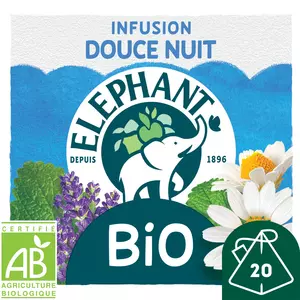 INFUSION
DOUCE NUIT
ELEPHANT
DEPUIS 1896
BiO
20
CERTIFIÉ
AB
AGRICULTURE
BIOLOGIQUE